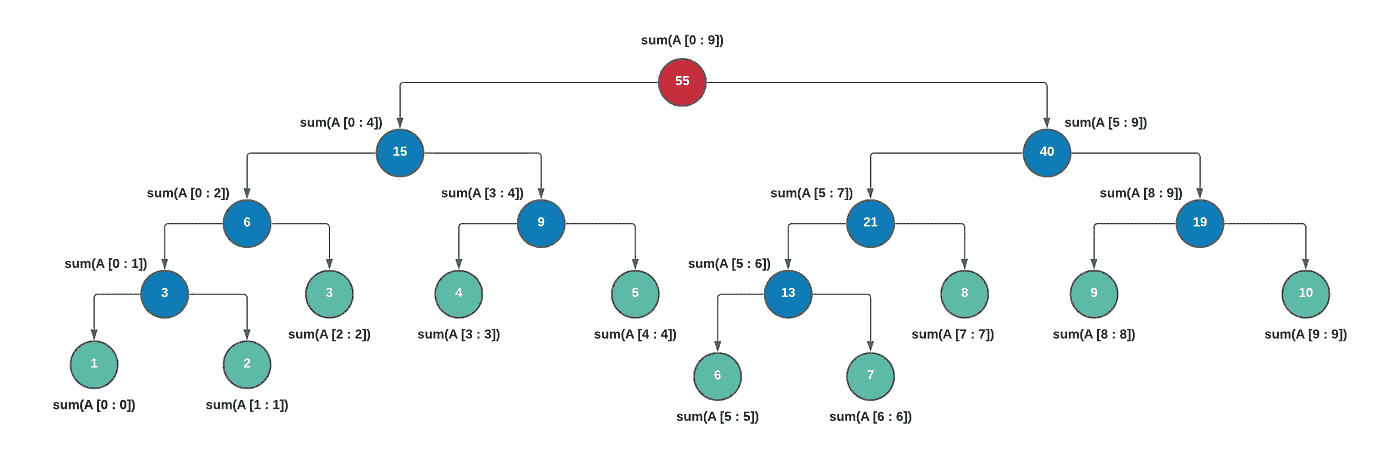 sum(A [0 : 9])
55
sum(A [0 : 4])
sum(A [5 : 9])
15
40
sum(A [0 : 2])
sum(A [3 : 4])
sum(A [5 : 7])
sum(A [8 : 9])
6
9
21
19
sum(A [0 : 1])
sum(A [5 : 6])
3
3
4
5
13
8
9
10
sum(A [2 : 2])
sum(A [3 : 3])
sum(A [4 : 4])
sum(A [7 : 7])
sum(A [8 : 8])
sum(A [9 : 9])
1
2
6
7
sum(A [0 : 0])
sum(A [1 : 1])
sum(A [5 : 5])
sum(A [6 : 6])